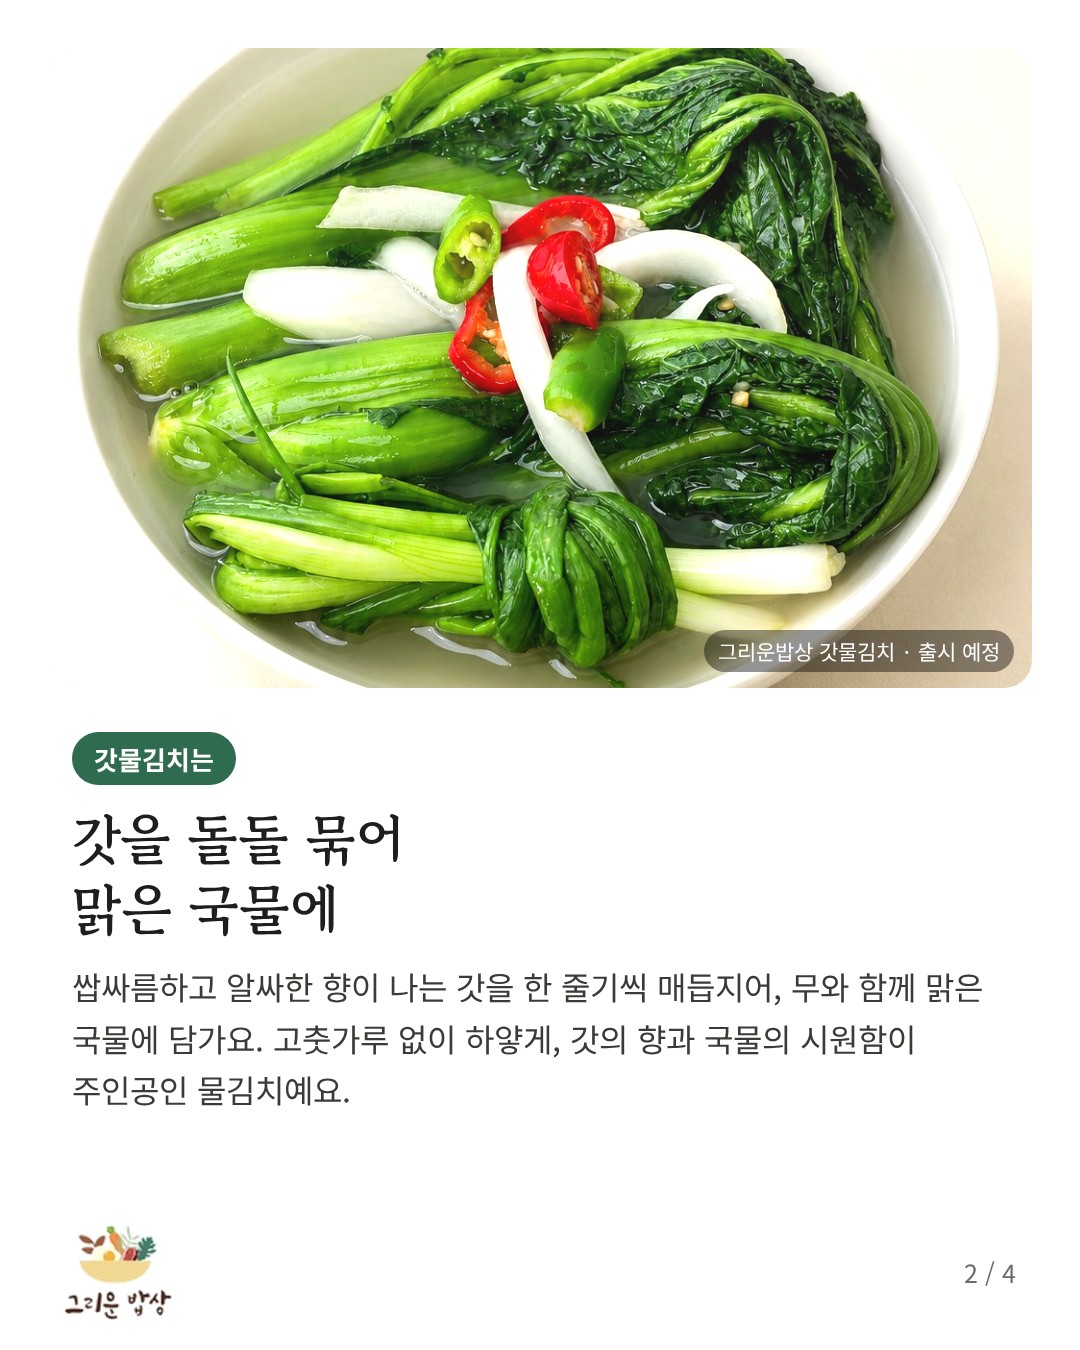 그리운밥상 갓물김치 · 출시 예정
갓물김치는
갓을 돌돌 묶어
맑은 국물에
쌉싸름하고 알싸한 향이 나는 갓을 한 줄기씩 매듭지어, 무와 함께 맑은
국물에 담가요. 고춧가루 없이 하얗게, 갓의 향과 국물의 시원함이
주인공인 물김치예요.
그리운 밥상
2 / 4